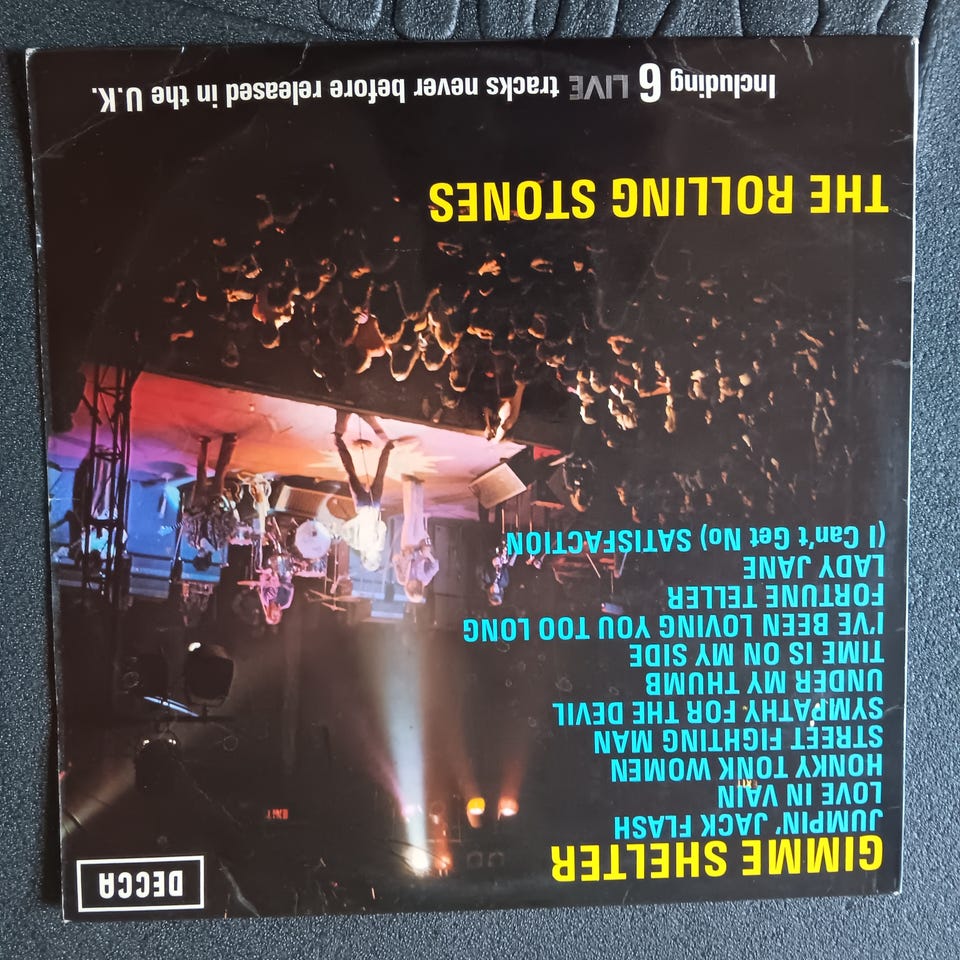 DECCA
GIMME SHELTER
JUMPIN' JACK FLASH
LOVE IN VAIN
HONKY TONK WOMEN
STREET FIGHTING MAN
SYMPATHY FOR THE DEVIL
UNDER MY THUMB
TIME IS ON MY SIDE
I'VE BEEN LOVING YOU TOO LONG
FORTUNE TELLER
LADY JANE
(I Can't Get No) SATISFACTION
THE ROLLING STONES
Including 6 LIVE tracks never before released in the U.K.